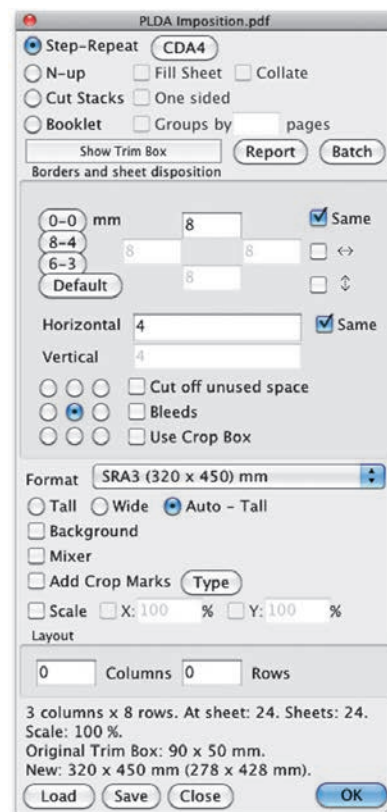 PLDA Imposition.pdf
Step-Repeat CDA4
N-up Fill Sheet Collate
Cut Stacks One sided
Booklet Groups by pages
Show Trim Box Report Batch
Borders and sheet disposition
0-0 mm 8 Same
8-4 8 8
6-3 8
Default
Horizontal 4 Same
Vertical 4
Cut off unused space
Bleeds
Use Crop Box
Format SRA3 (320 x 450) mm
Tall Wide Auto - Tall
Background
Mixer
Add Crop Marks Type
Scale X: 100 % Y: 100 %
Layout
0 Columns 0 Rows
3 columns x 8 rows. At sheet: 24. Sheets: 24.
Scale: 100 %.
Original Trim Box: 90 x 50 mm.
New: 320 x 450 mm (278 x 428 mm).
Load Save Close OK